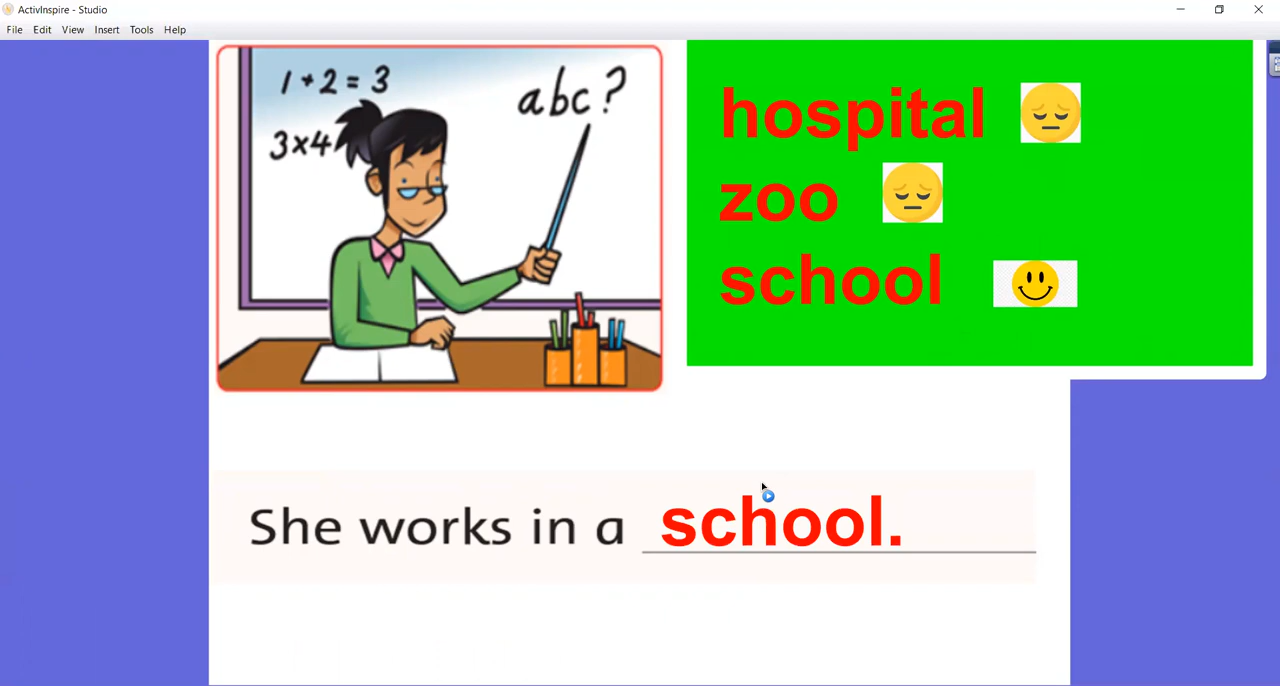 ActivInspire - Studio
File Edit View Insert Tools Help
1 + 2 = 3
abc?
3x4
hospital
zoo
school
She works in a school.